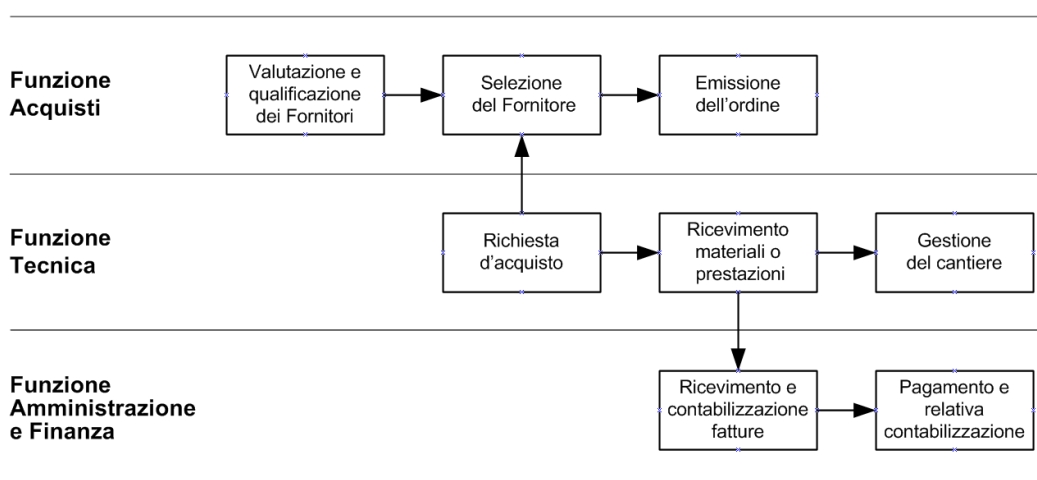 Funzione
Acquisti
Valutazione e
qualificazione
dei Fornitori
Selezione
del Fornitore
Emissione
dell'ordine
Funzione
Tecnica
Richiesta
d'acquisto
Ricevimento
materiali o
prestazioni
Gestione
del cantiere
Funzione
Amministrazione
e Finanza
Ricevimento e
contabilizzazione
fatture
Pagamento e
relativa
contabilizzazione